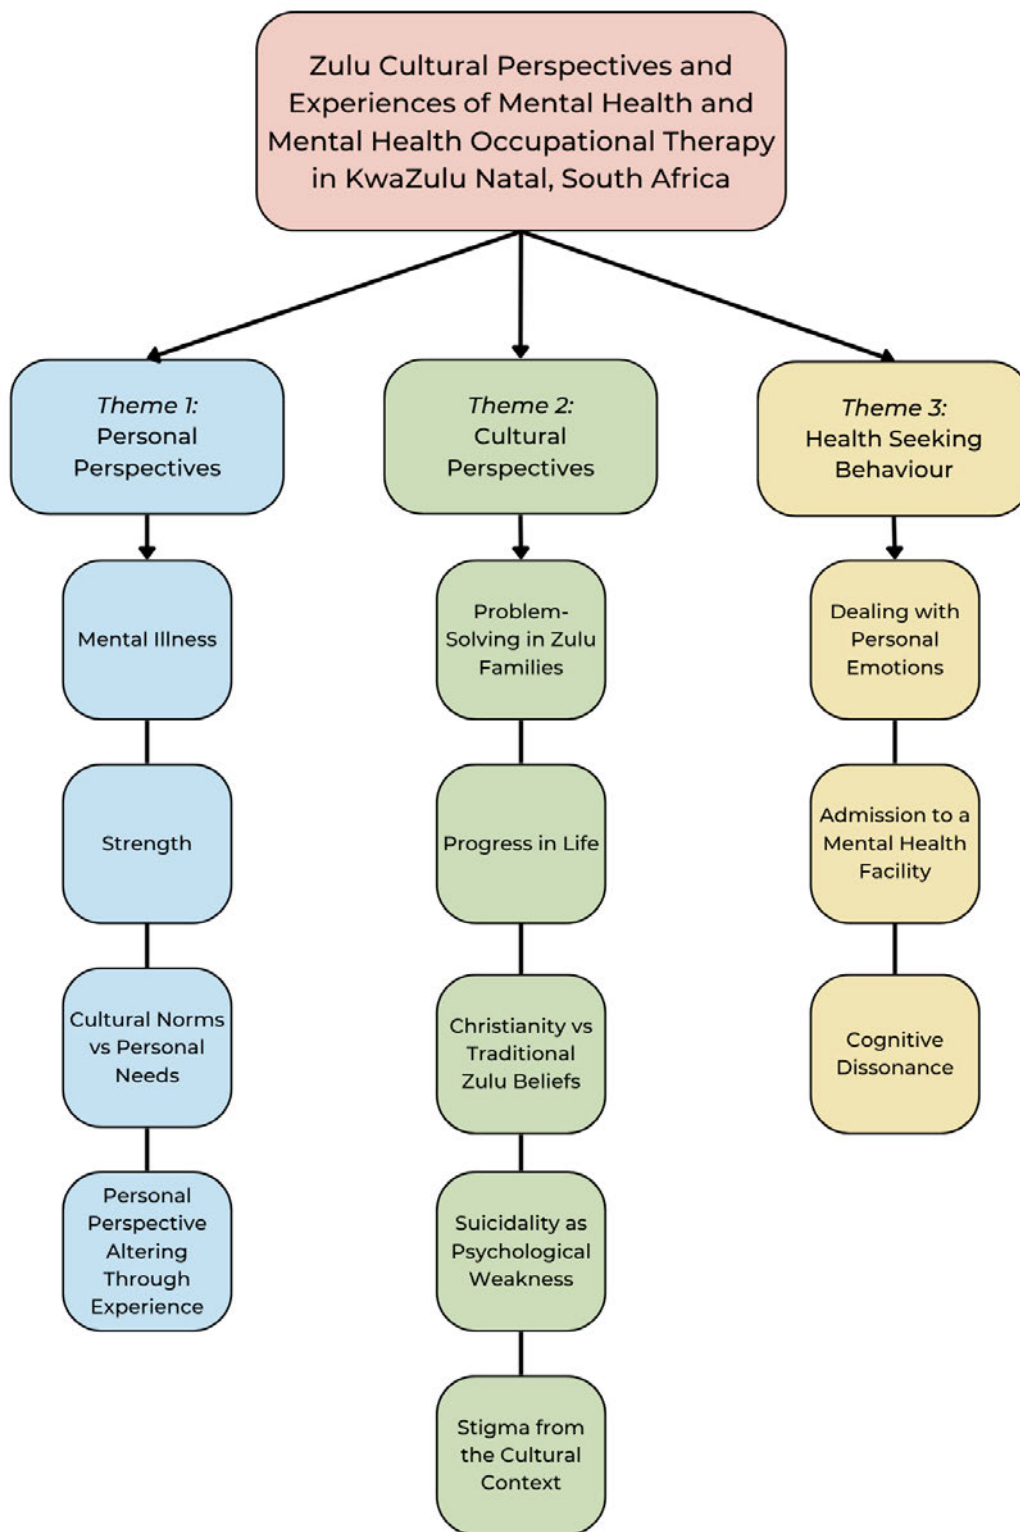 Zulu Cultural Perspectives and
Experiences of Mental Health and
Mental Health Occupational Therapy
in KwaZulu Natal, South Africa
Theme 1:
Personal
Perspectives
Mental Illness
Strength
Cultural Norms
vs Personal
Needs
Personal
Perspective
Altering
Through
Experience
Theme 2:
Cultural
Perspectives
Problem-
Solving in Zulu
Families
Progress in Life
Christianity vs
Traditional
Zulu Beliefs
Suicidality as
Psychological
Weakness
Stigma from
the Cultural
Context
Theme 3:
Health Seeking
Behaviour
Dealing with
Personal
Emotions
Admission to a
Mental Health
Facility
Cognitive
Dissonance